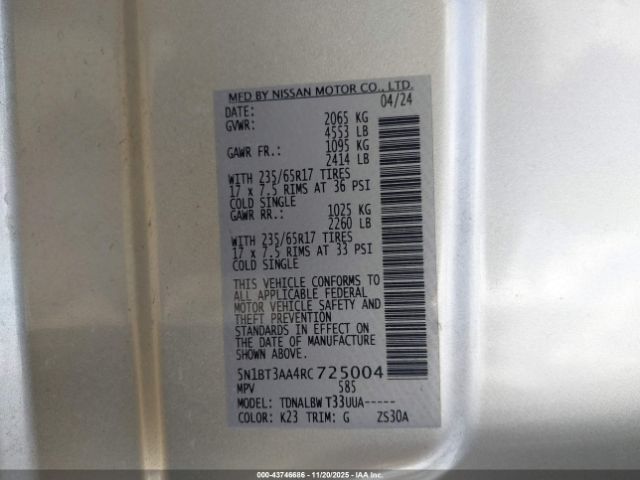 MFD BY NISSAN MOTOR CO., LTD.
DATE: 04/24
GVWR: 2065 KG
4553 LB
GAWR FR.: 1095 KG
2414 LB
WITH 235/65R17 TIRES
17 x 7.5 RIMS AT 36 PSI
COLD SINGLE
GAWR RR.: 1025 KG
2260 LB
WITH 235/65R17 TIRES
17 x 7.5 RIMS AT 33 PSI
COLD SINGLE
THIS VEHICLE CONFORMS TO
ALL APPLICABLE FEDERAL
MOTOR VEHICLE SAFETY AND
THEFT PREVENTION
STANDARDS IN EFFECT ON
THE DATE OF MANUFACTURE
SHOWN ABOVE.
5N1BT3AA4RC725004
MPV 585
MODEL: TDNALBW T33UUA-----
COLOR: K23 TRIM: G ZS30A
000-43746686 - 11/20/2025 - COPYRIGHT IAA, LLC.